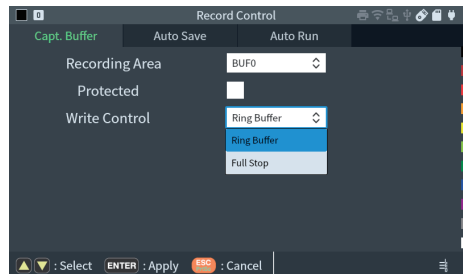 0 Record Control
Capt. Buffer Auto Save Auto Run
Recording Area BUF0
Protected
Write Control Ring Buffer
Ring Buffer
Full Stop
: Select ENTER : Apply ESC : Cancel